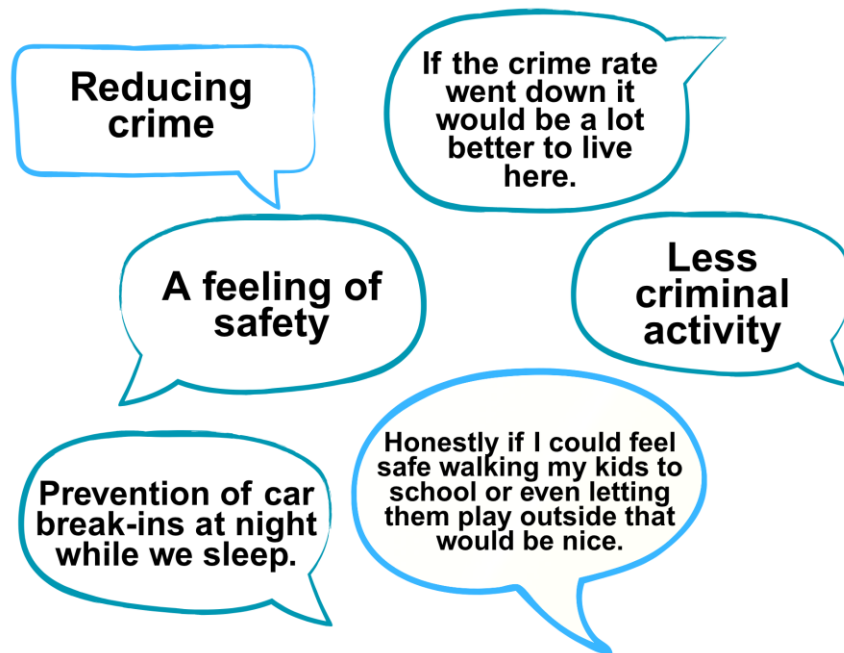 Reducing
crime
If the crime rate
went down it
would be a lot
better to live
here.
A feeling of
safety
Less
criminal
activity
Prevention of car
break-ins at night
while we sleep.
Honestly if I could feel
safe walking my kids to
school or even letting
them play outside that
would be nice.